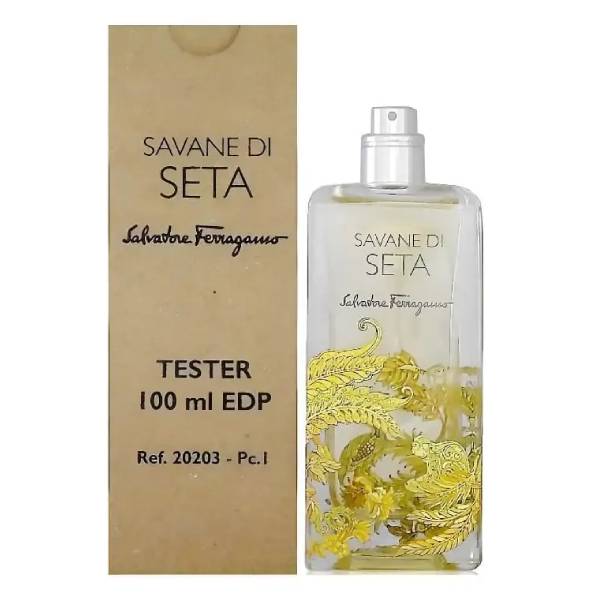 SAVANE DI
SETA
Salvatore Ferragamo
TESTER
100 ml EDP
Ref. 20203 - Pc.1
SAVANE DI
SETA
Salvatore Ferragamo